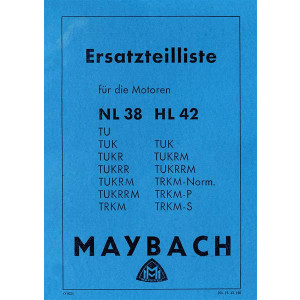 Ersatzteilliste
für die Motoren
NL 38 HL 42
TU
TUK TUK
TUKR TUKRM
TUKRR TUKRRM
TUKRM TRKM-Norm.
TUKRRM TRKM-P
TRKM TRKM-S
MAYBACH